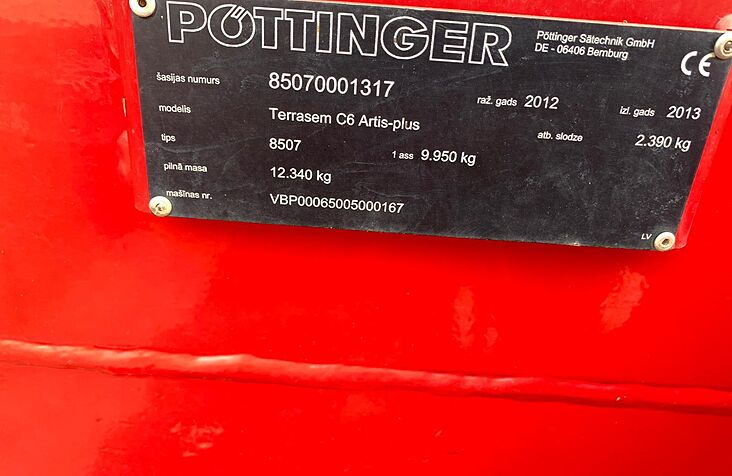 PÖTTINGER
Pöttinger Sätechnik GmbH
DE - 06406 Bernburg
CE
šasijas numurs 85070001317 raž. gads 2012 izl. gads 2013
modelis Terrasem C6 Artis-plus atb. slodze 2.390 kg
tips 8507 1 ass 9.950 kg
pilnā masa 12.340 kg
mašīnas nr. VBP00065005000167
LV